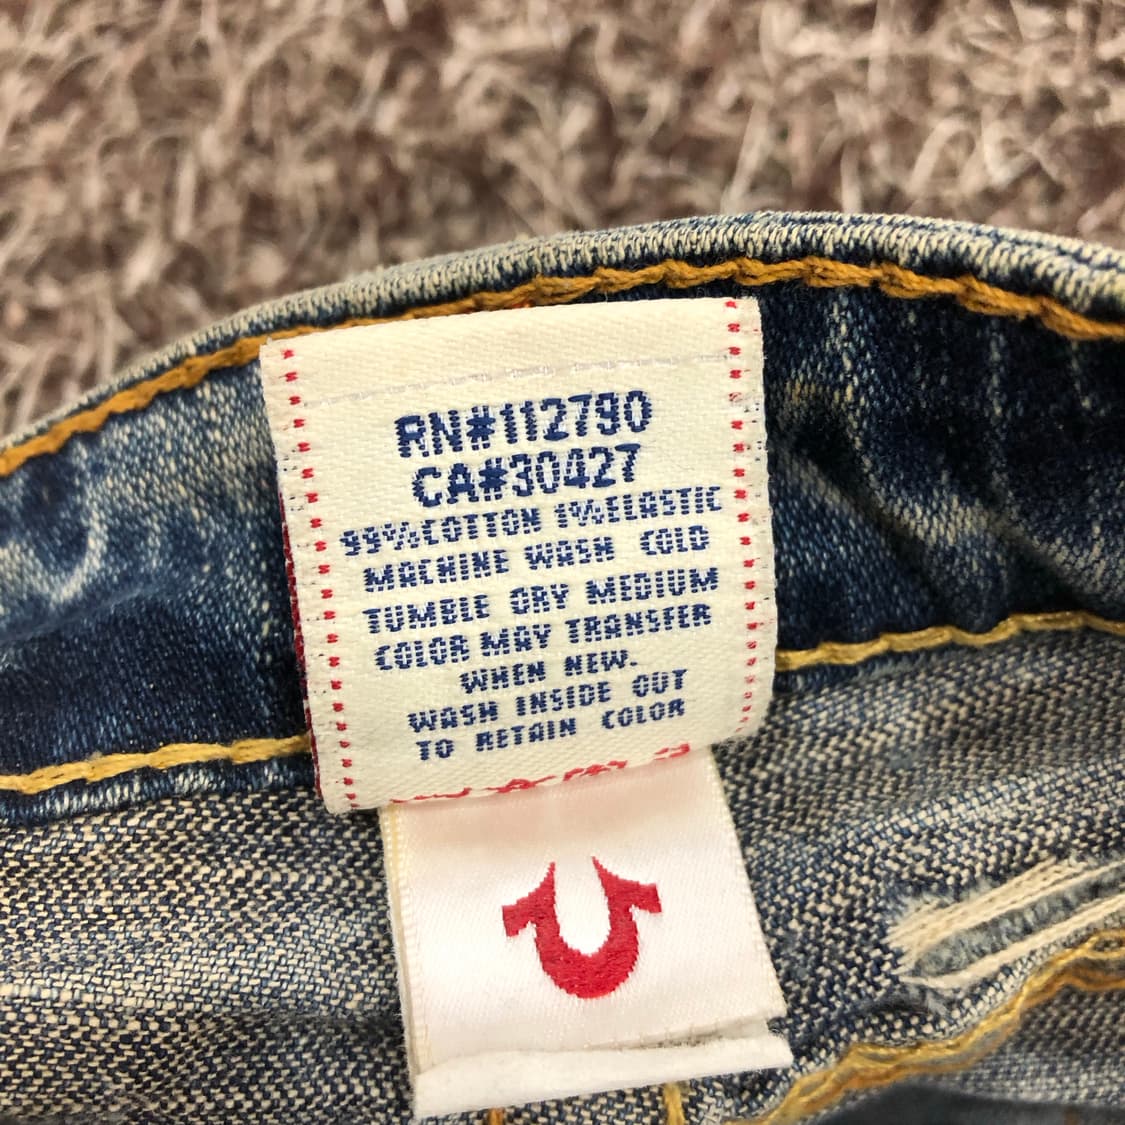 RN#112790
CA#30427
99%COTTON 1%ELASTIC
MACHINE WASH COLD
TUMBLE DRY MEDIUM
COLOR MAY TRANSFER
WHEN NEW.
WASH INSIDE OUT
TO RETAIN COLOR